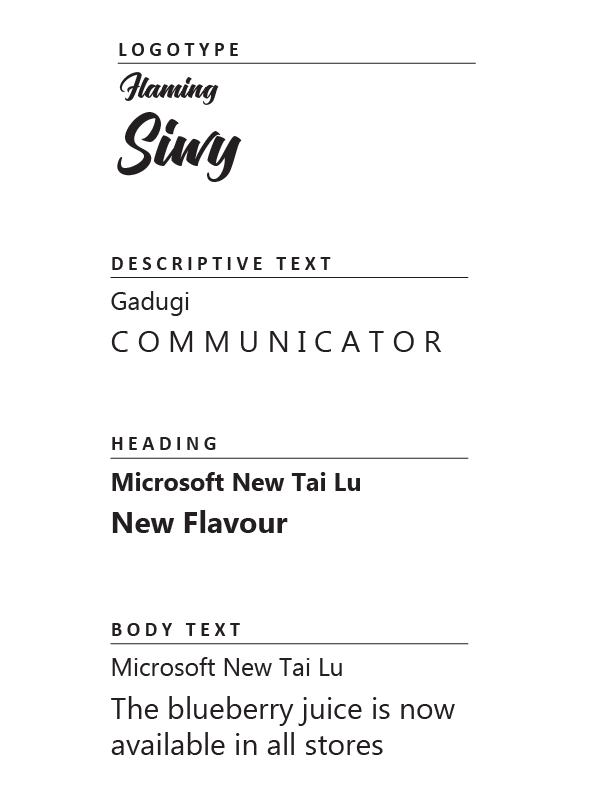 LOGOTYPE
Flaming
Siwy
DESCRIPTIVE TEXT
Gadugi
COMMUNICATOR
HEADING
Microsoft New Tai Lu
New Flavour
BODY TEXT
Microsoft New Tai Lu
The blueberry juice is now
available in all stores